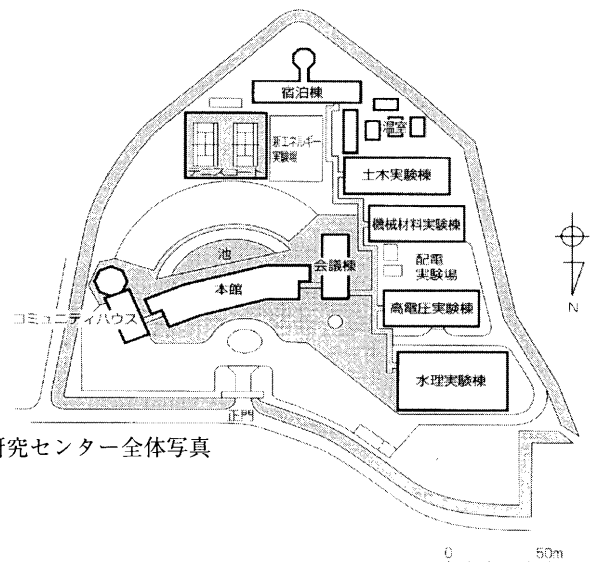 宿泊棟
温室
新エネルギー
実験場
テニスコート
土木実験棟
機械材料実験棟
池
会議棟
配電
実験場
本館
高電圧実験棟
コミュニティハウス
水理実験棟
正門
N
研究センター全体写真
0 50m